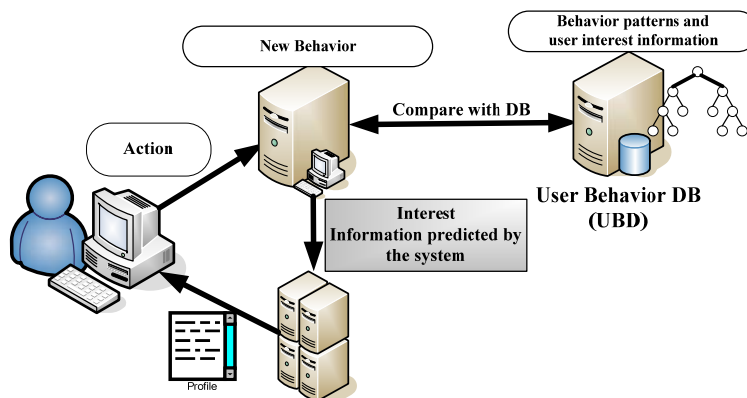 Behavior patterns and
user interest information
New Behavior
Compare with DB
Action
User Behavior DB
(UBD)
Interest
Information predicted by
the system
Profile